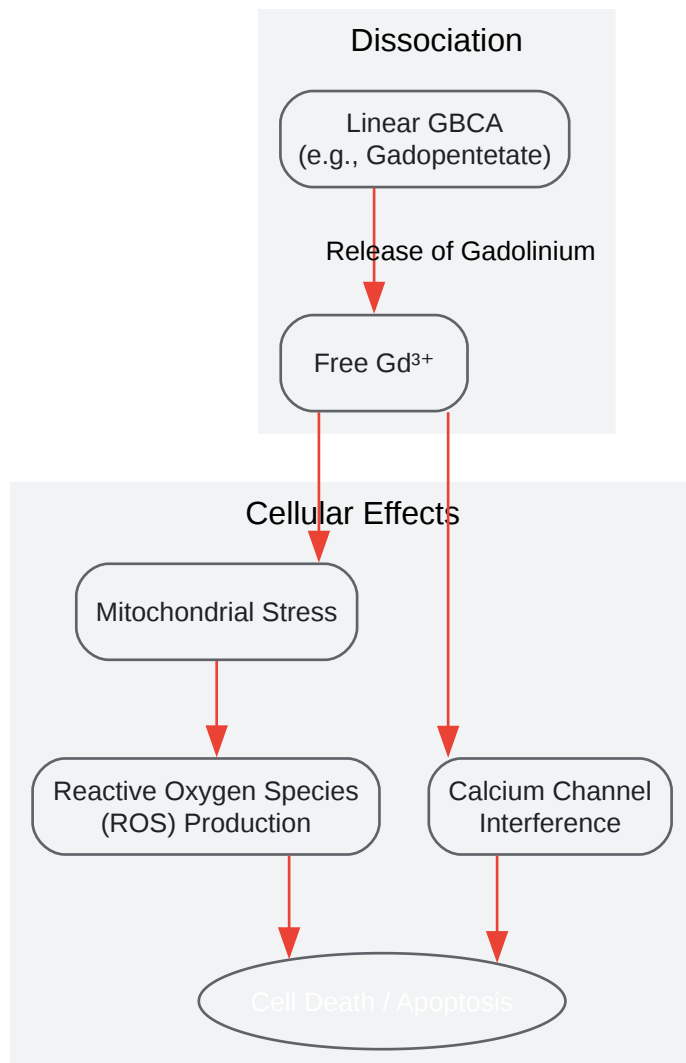 Dissociation
Linear GBCA
(e.g., Gadopentetate)
Release of Gadolinium
Free Gd³⁺
Cellular Effects
Mitochondrial Stress
Reactive Oxygen Species
(ROS) Production
Calcium Channel
Interference
Cell Death / Apoptosis